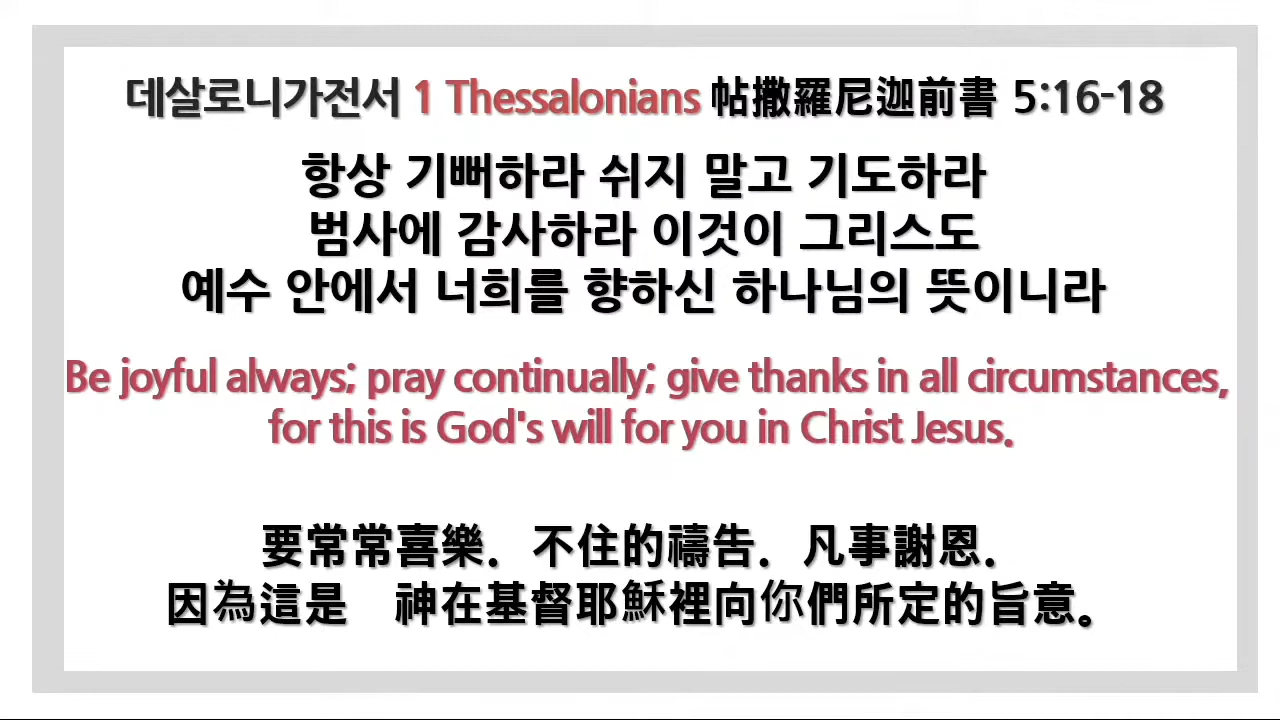 데살로니가전서 1 Thessalonians 帖撒羅尼迦前書 5:16-18
항상 기뻐하라 쉬지 말고 기도하라
범사에 감사하라 이것이 그리스도
예수 안에서 너희를 향하신 하나님의 뜻이니라
Be joyful always; pray continually; give thanks in all circumstances,
for this is God's will for you in Christ Jesus.
要常常喜樂．不住的禱告．凡事謝恩．
因為這是　神在基督耶穌裡向你們所定的旨意。